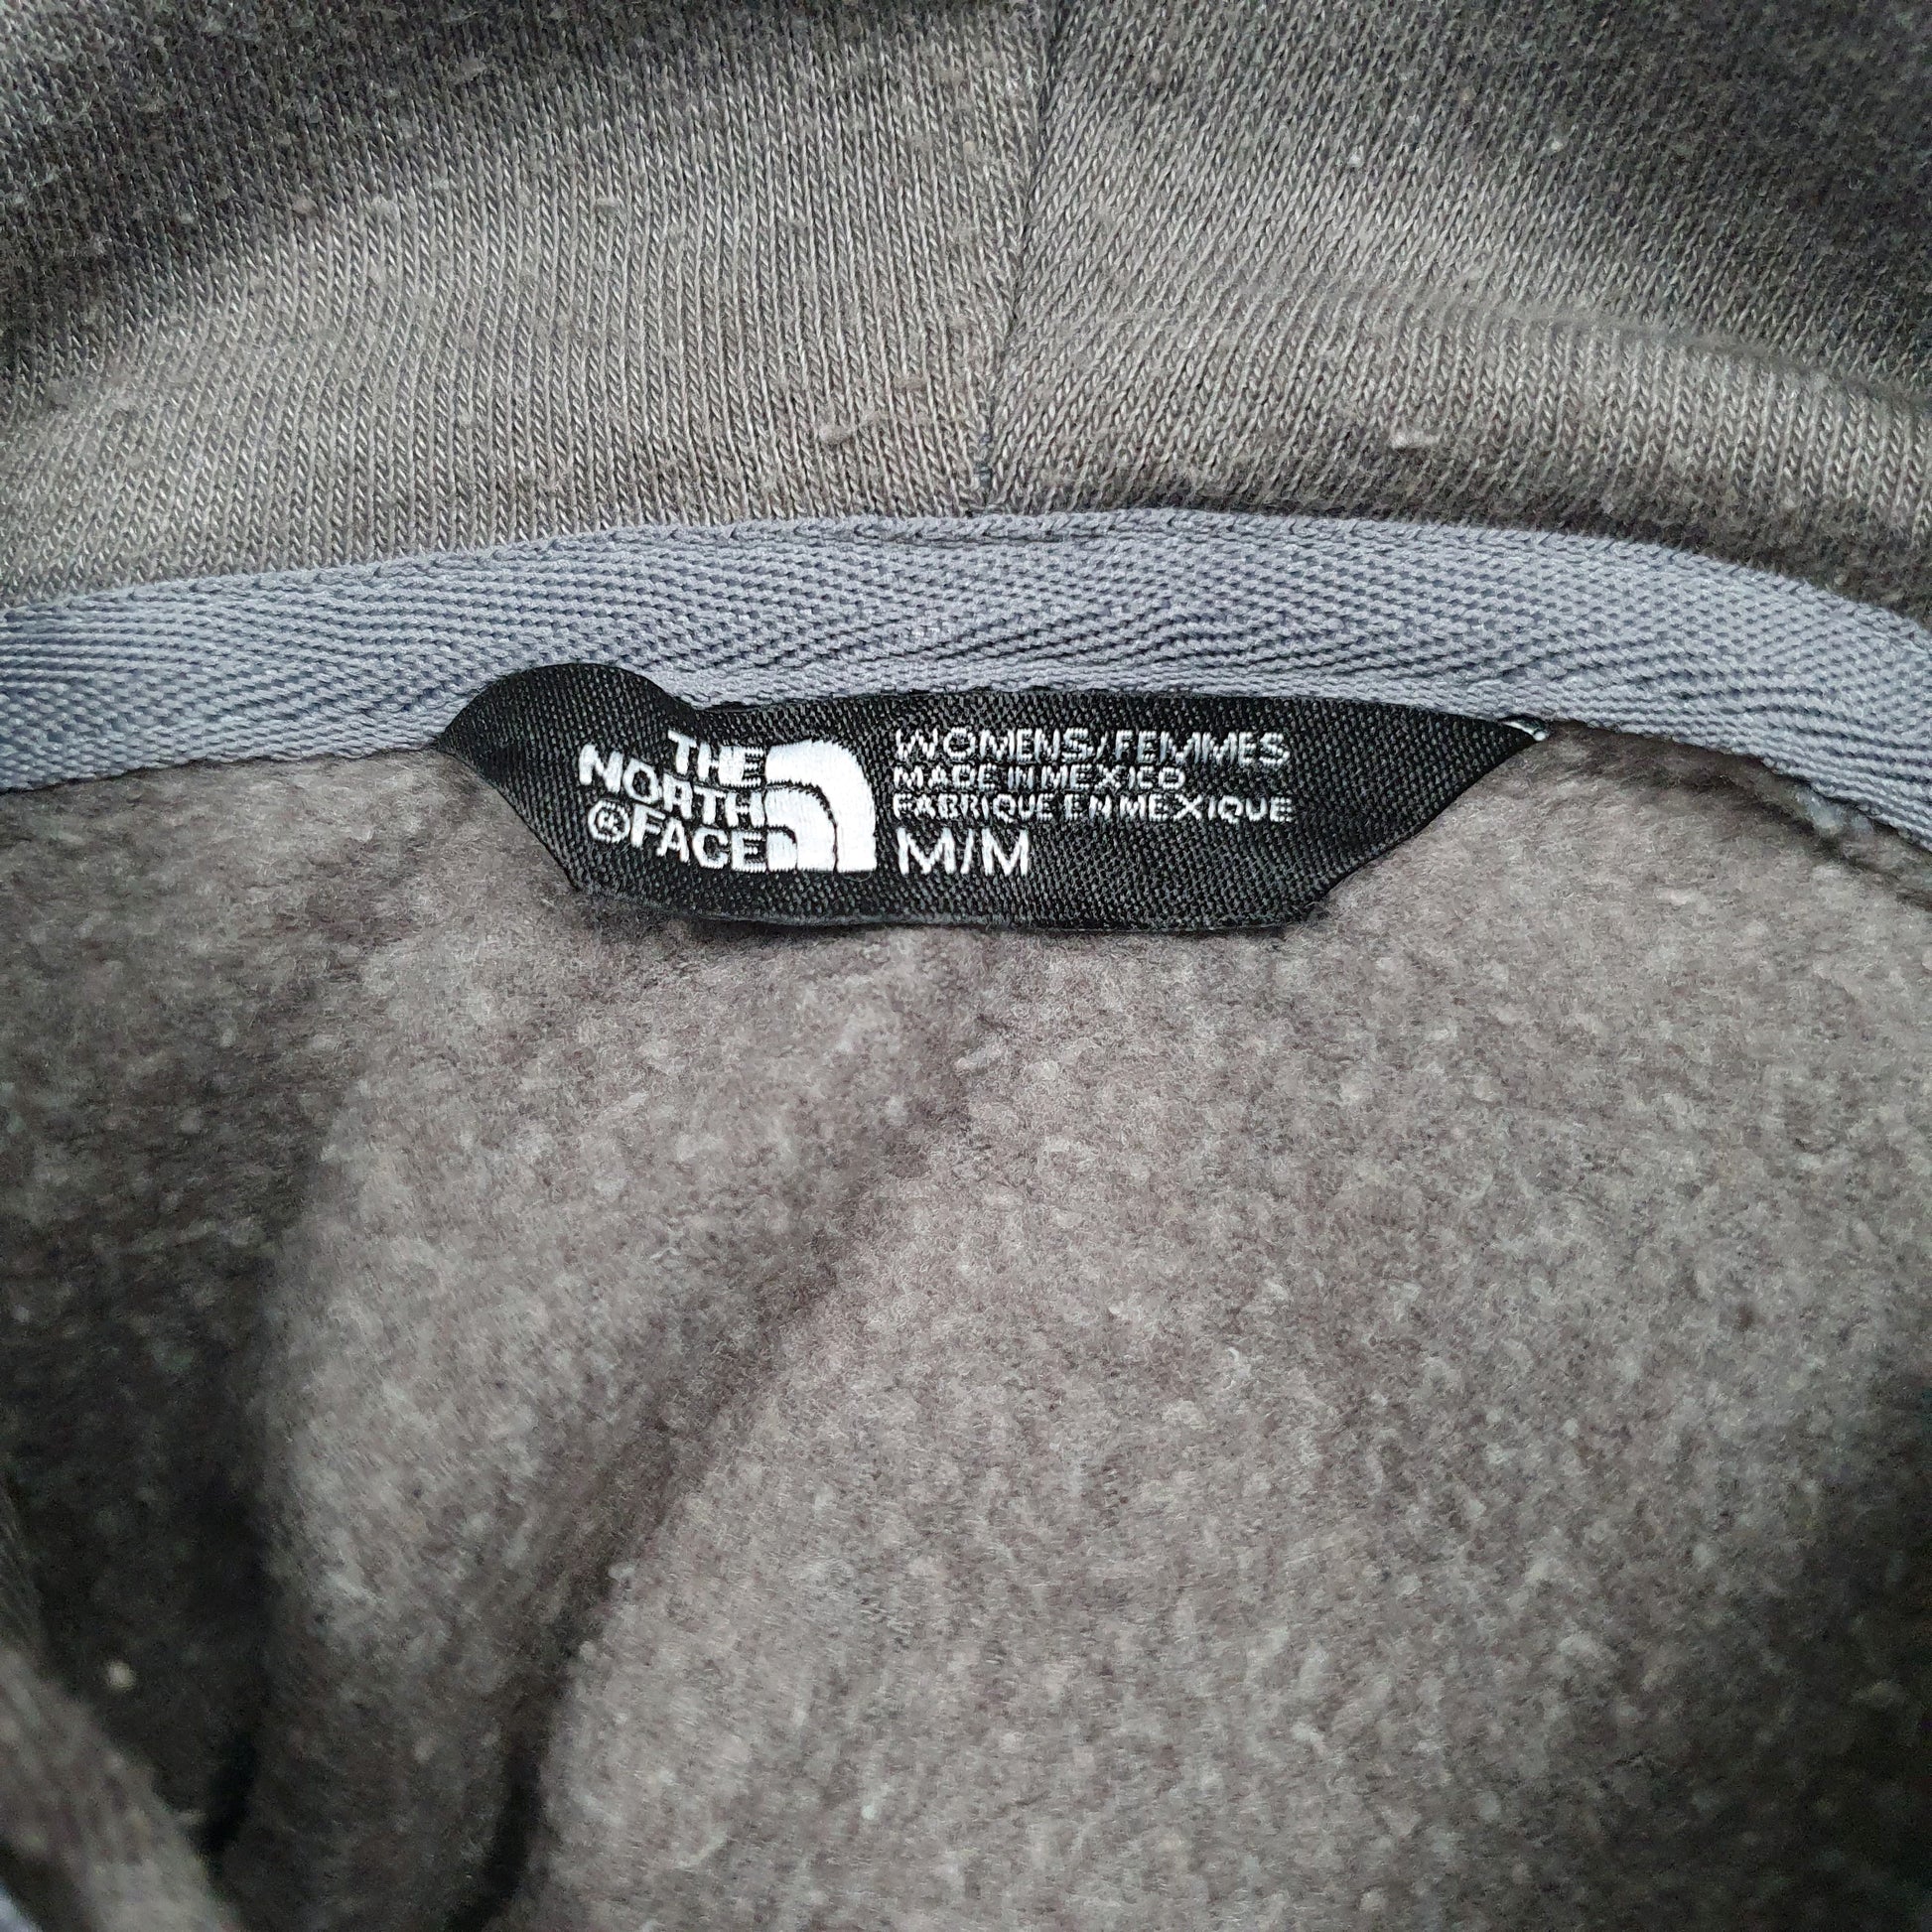 THE
NORTH
®FACE
WOMENS/FEMMES
MADE IN MEXICO
FABRIQUE EN MEXIQUE
M/M